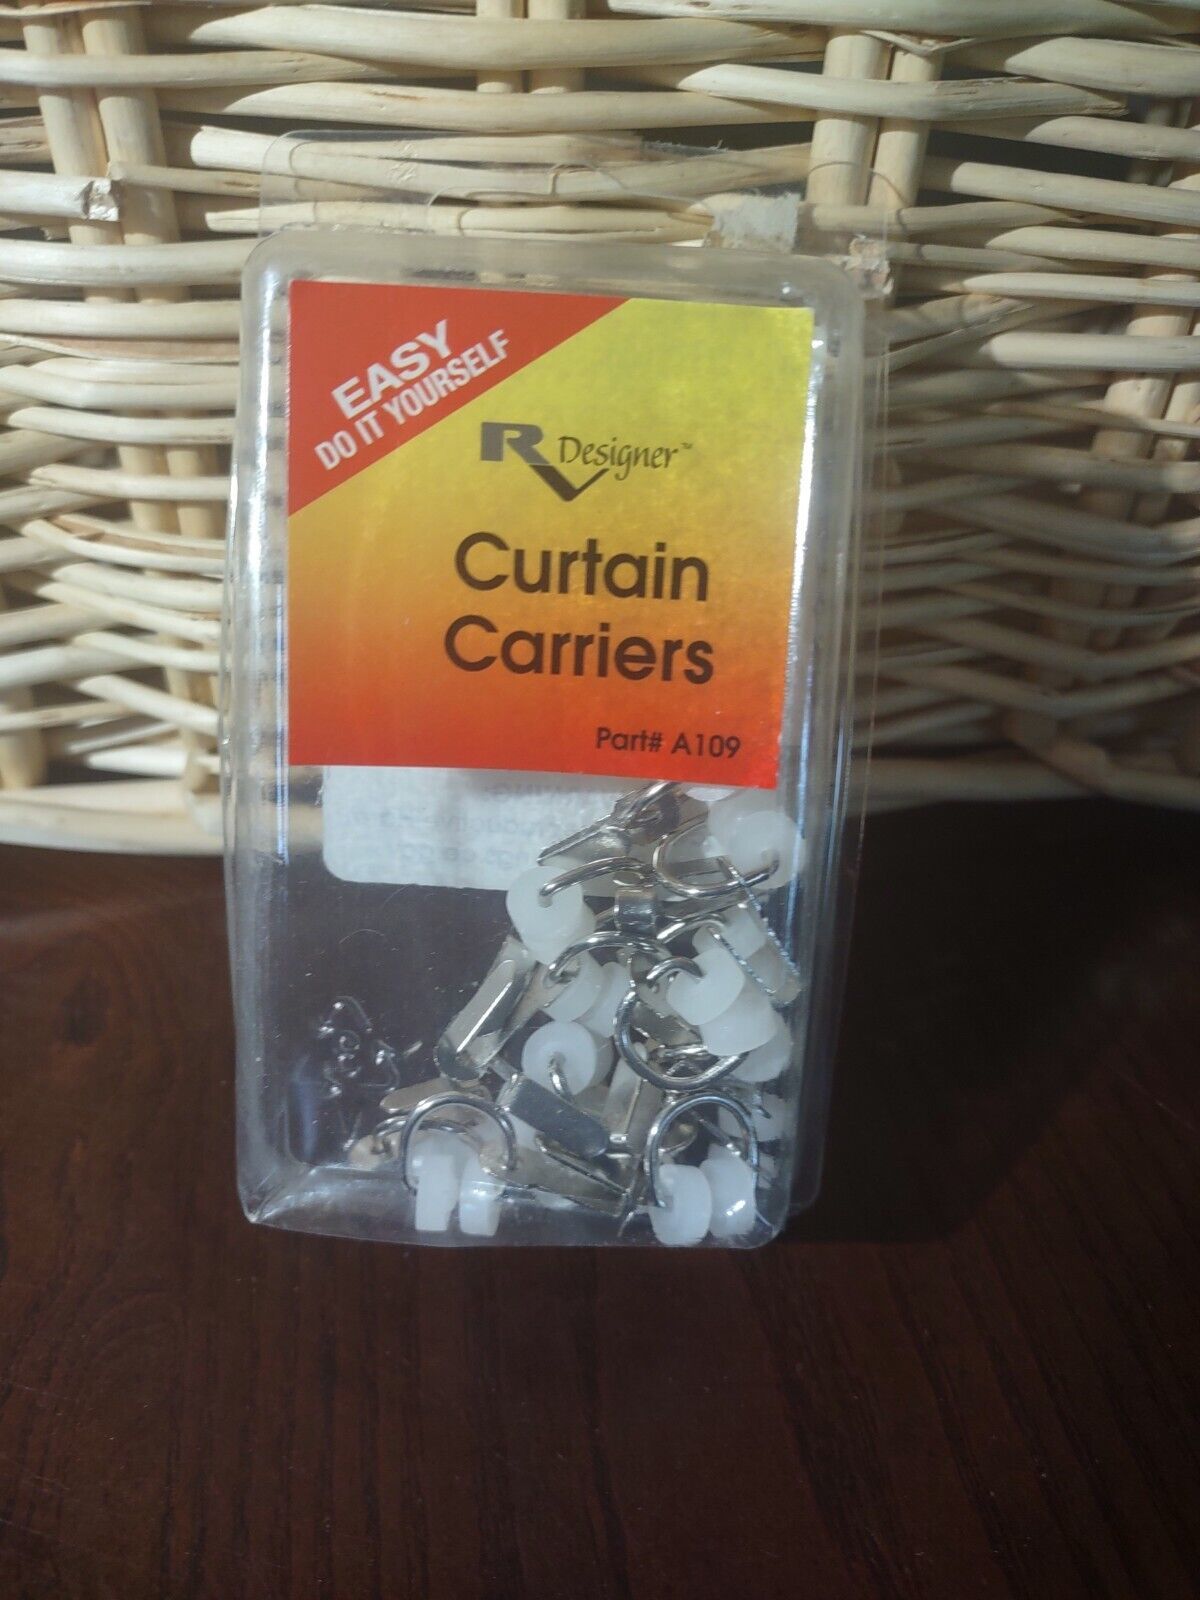 EASY
DO IT YOURSELF
RV Designer™
Curtain
Carriers
Part# A109